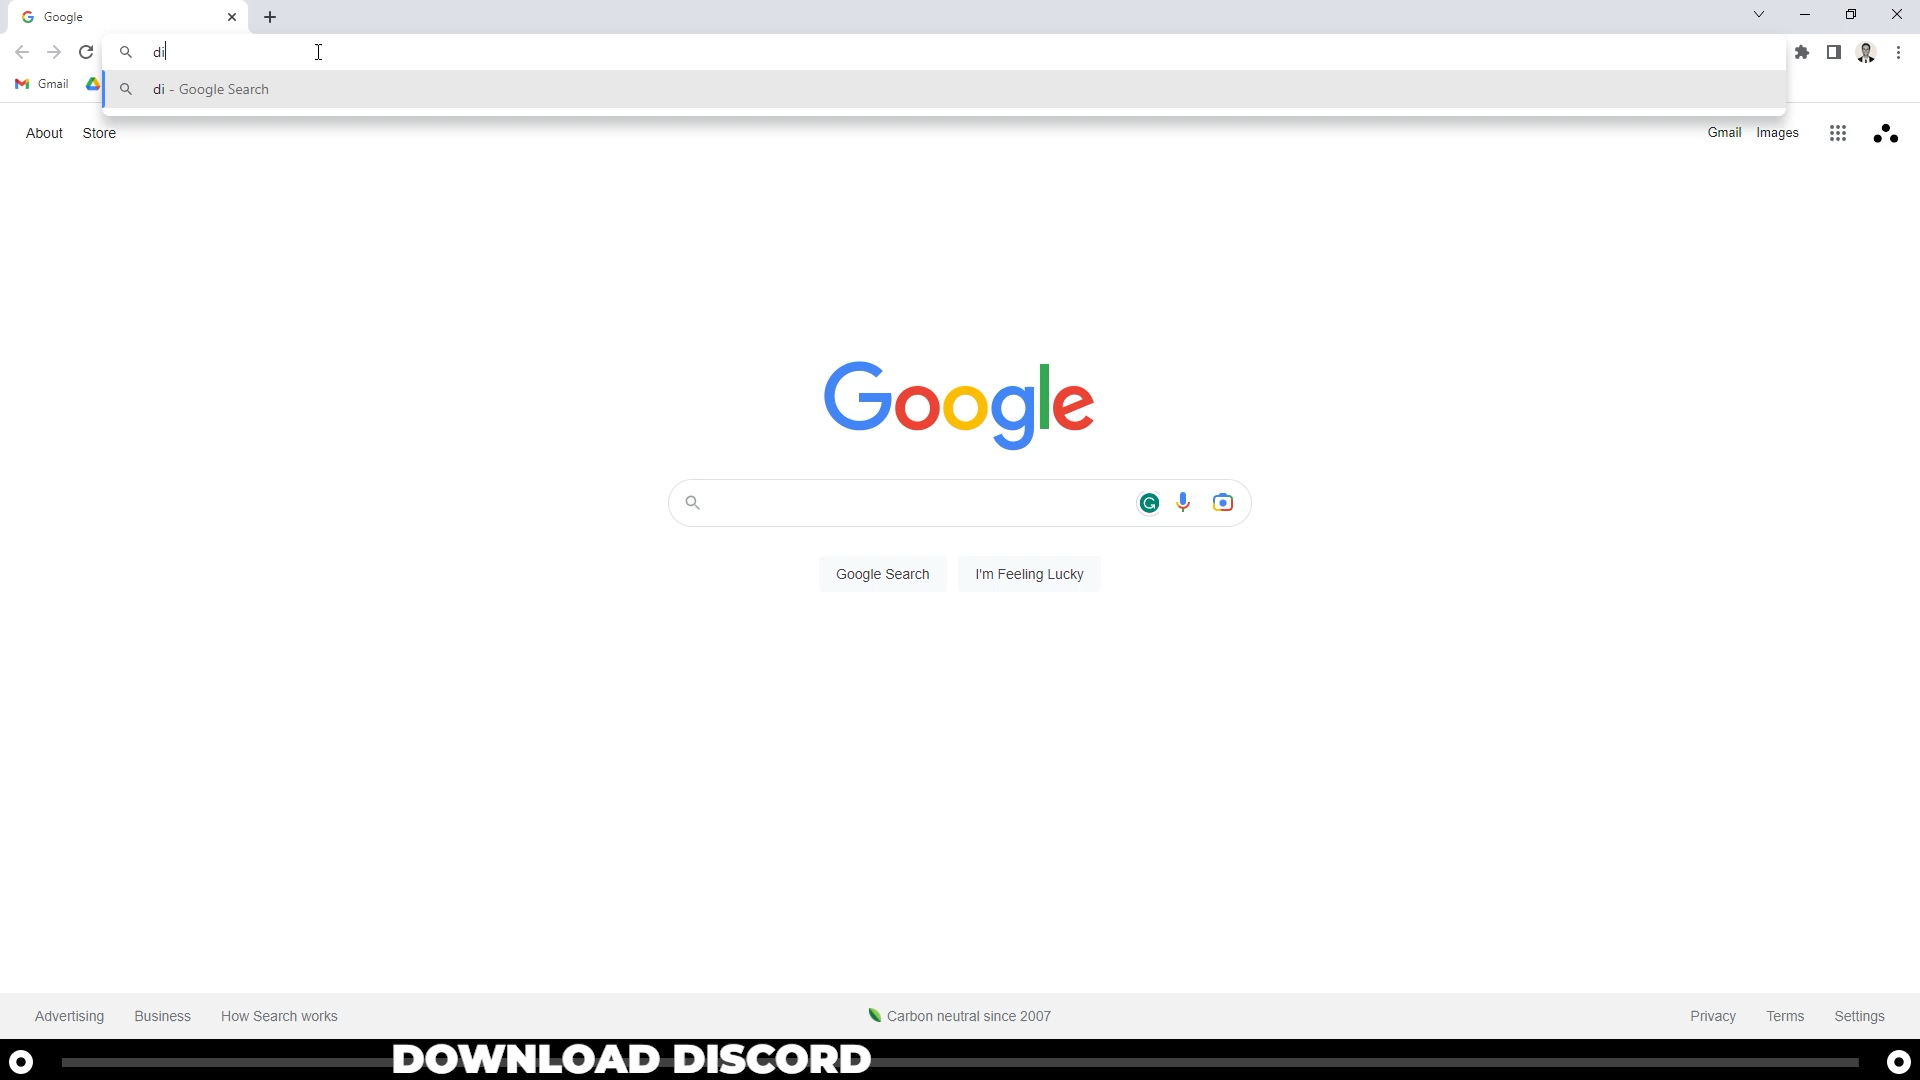 Google
di
di - Google Search
Gmail
About Store
Gmail Images
Google
Google Search I'm Feeling Lucky
Advertising Business How Search works
Carbon neutral since 2007
Privacy Terms Settings
DOWNLOAD DISCORD